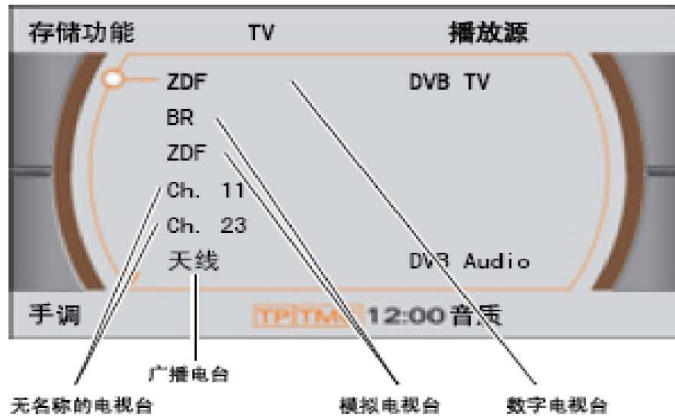 存储功能 TV 播放源
ZDF DVB TV
BR
ZDF
Ch. 11
Ch. 23
天线 DVB Audio
手调 TP TMC 12:00 音质
广播电台
无名称的电视台 模拟电视台 数字电视台